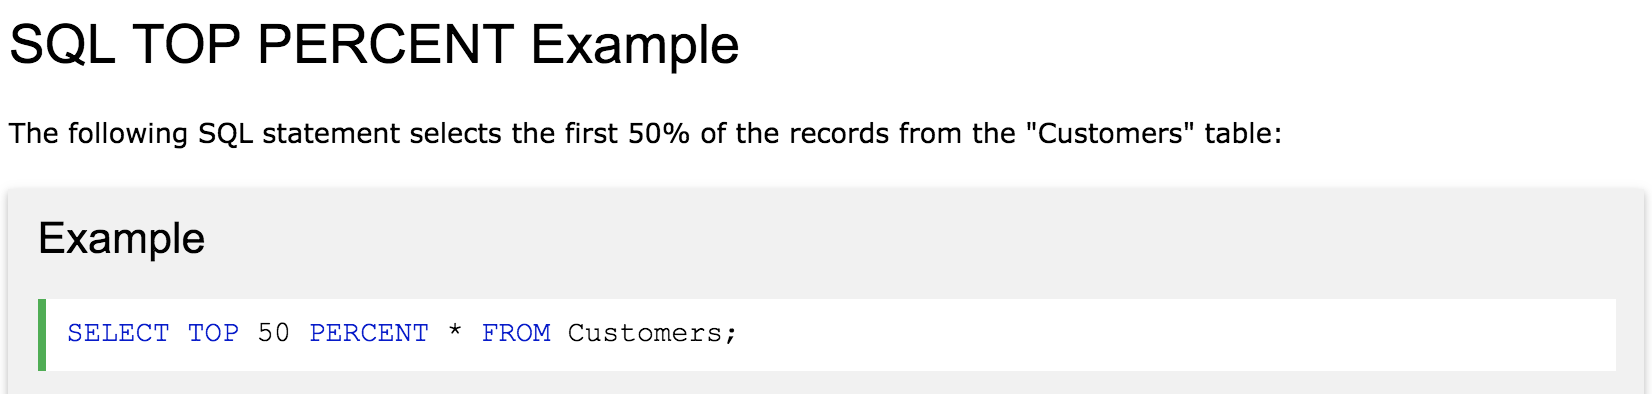 SQL TOP PERCENT Example
The following SQL statement selects the first 50% of the records from the "Customers" table:
Example
SELECT TOP 50 PERCENT * FROM Customers;